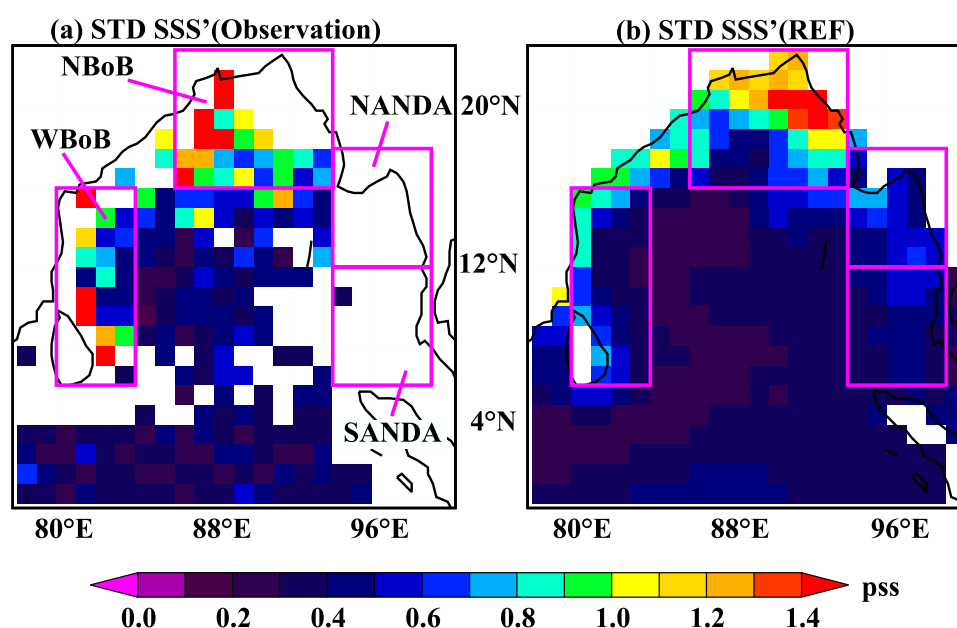 (a) STD SSS’(Observation)
(b) STD SSS’(REF)
NBoB
NANDA
20°N
WBoB
12°N
4°N
SANDA
80°E 88°E 96°E
80°E 88°E 96°E
pss
0.0 0.2 0.4 0.6 0.8 1.0 1.2 1.4